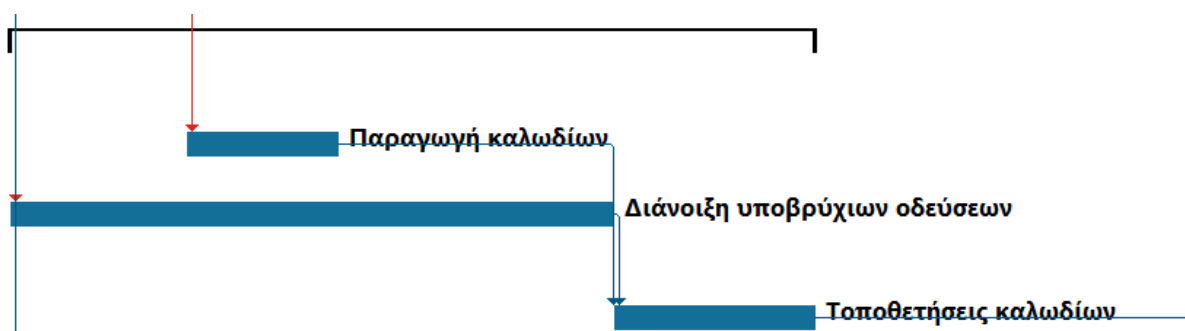 Παραγωγή καλωδίων
Διάνοιξη υποβρύχιων οδεύσεων
Τοποθετήσεις καλωδίων